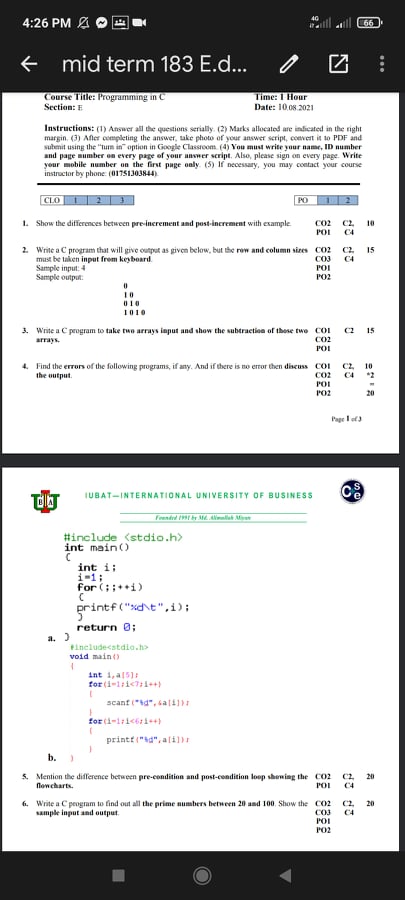 4:26 PM
4G
66
mid term 183 E.d...
Course Title: Programming in C Time: 1 Hour
Section: E Date: 10.08.2021
Instructions: (1) Answer all the questions serially. (2) Marks allocated are indicated in the right
margin. (3) After completing the answer, take photo of your answer script, convert it to PDF and
submit using the "turn in" option in Google Classroom. (4) You must write your name, ID number
and page number on every page of your answer script. Also, please sign on every page. Write
your mobile number on the first page only. (5) If necessary, you may contact your course
instructor by phone: (01751303844).
CLO 1 2 3 PO 1 2
1. Show the differences between pre-increment and post-increment with example. CO2 C2, 10
PO1 C4
2. Write a C program that will give output as given below, but the row and column sizes CO2 C2, 15
must be taken input from keyboard. CO3 C4
Sample input: 4 PO1
Sample output: PO2
0
1 0
0 1 0
1 0 1 0
3. Write a C program to take two arrays input and show the subtraction of those two CO1 C2 15
arrays. CO2
PO1
4. Find the errors of the following programs, if any. And if there is no error then discuss CO1 C2, 10
the output. CO2 C4 *2
PO1 =
PO2 20
Page 1 of 3
UBAT
IUBAT—INTERNATIONAL UNIVERSITY OF BUSINESS
CSe
Founded 1991 by Md. Alimullah Miyan
#include <stdio.h>
int main()
{
int i;
i=1;
for(;;++i)
{
printf("%d\t",i);
}
return 0;
a. }
#include<stdio.h>
void main()
{
int i,a[5];
for(i=1;i<7;i++)
{
scanf("%d",&a[i]);
}
for(i=1;i<6;i++)
{
printf("%d",a[i]);
}
b. }
5. Mention the difference between pre-condition and post-condition loop showing the CO2 C2, 20
flowcharts. PO1 C4
6. Write a C program to find out all the prime numbers between 20 and 100. Show the CO2 C2, 20
sample input and output. CO3 C4
PO1
PO2